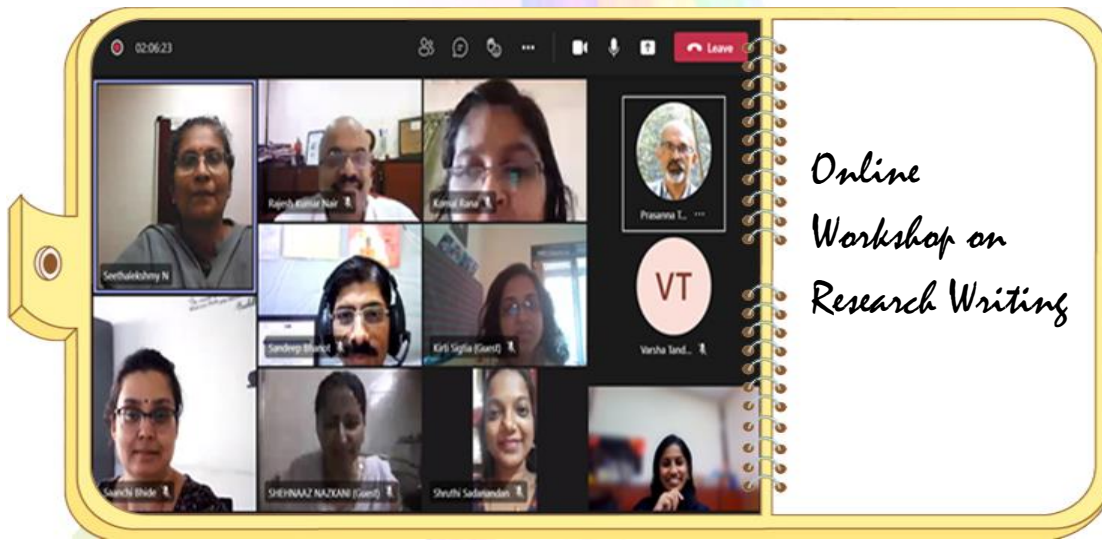 02:06:23
Leave
Seethalekshmy N
Rajesh Kumar Nair
Komal Rana
Prasanna T...
Sandeep Bhanot
Kirti Sigtia (Guest)
VT
Varsha Tand...
Saanchi Bhide
SHEHNAAZ NAZKANI (Guest)
Shruthi Sadanandan
Online
Workshop on
Research Writing